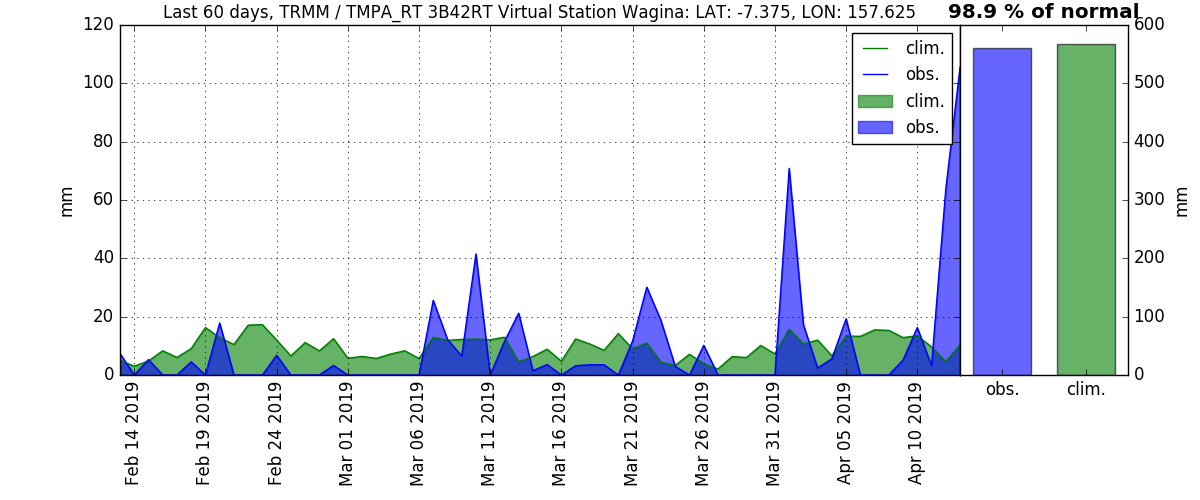 Last 60 days, TRMM / TMPA_RT 3B42RT Virtual Station Wagina: LAT: -7.375, LON: 157.625
98.9 % of normal
120
100
80
60
40
20
0
mm
clim.
obs.
clim.
obs.
600
500
400
300
200
100
0
mm
Feb 14 2019
Feb 19 2019
Feb 24 2019
Mar 01 2019
Mar 06 2019
Mar 11 2019
Mar 16 2019
Mar 21 2019
Mar 26 2019
Mar 31 2019
Apr 05 2019
Apr 10 2019
obs.
clim.